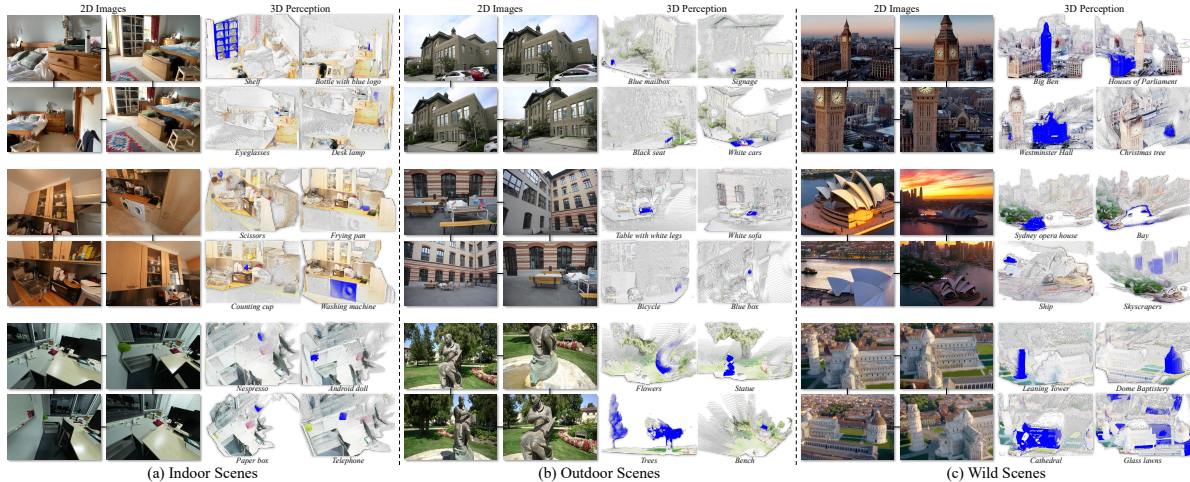 2D Images
3D Perception
2D Images
3D Perception
2D Images
3D Perception
Shelf
Bottle with blue logo
Blue mailbox
Signage
Big Ben
Houses of Parliament
Eyeglasses
Desk lamp
Black seat
White cars
Westminster Hall
Christmas tree
Scissors
Frying pan
Table with white legs
White sofa
Sydney opera house
Bay
Counting cup
Washing machine
Bicycle
Blue box
Ship
Skyscrapers
Nespresso
Android doll
Flowers
Statue
Leaning Tower
Dome Baptistery
Paper box
Telephone
Trees
Bench
Cathedral
Glass lawns
(a) Indoor Scenes
(b) Outdoor Scenes
(c) Wild Scenes